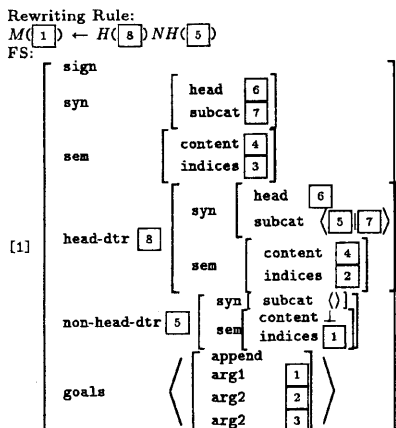 Rewriting Rule:
M( 1 ) ← H( 8 ) NH( 5 )
FS:
sign
syn [ head 6
subcat 7 ]
sem [ content 4
indices 3 ]
[1] head-dtr 8 [ syn [ head 6
subcat ⟨ 5 | 7 ⟩ ]
sem [ content 4
indices 2 ] ]
non-head-dtr 5 [ syn [ subcat ⟨⟩ ]
sem [ content ⊥
indices 1 ] ]
goals ⟨ [ append
arg1 1
arg2 2
arg2 3 ] ⟩